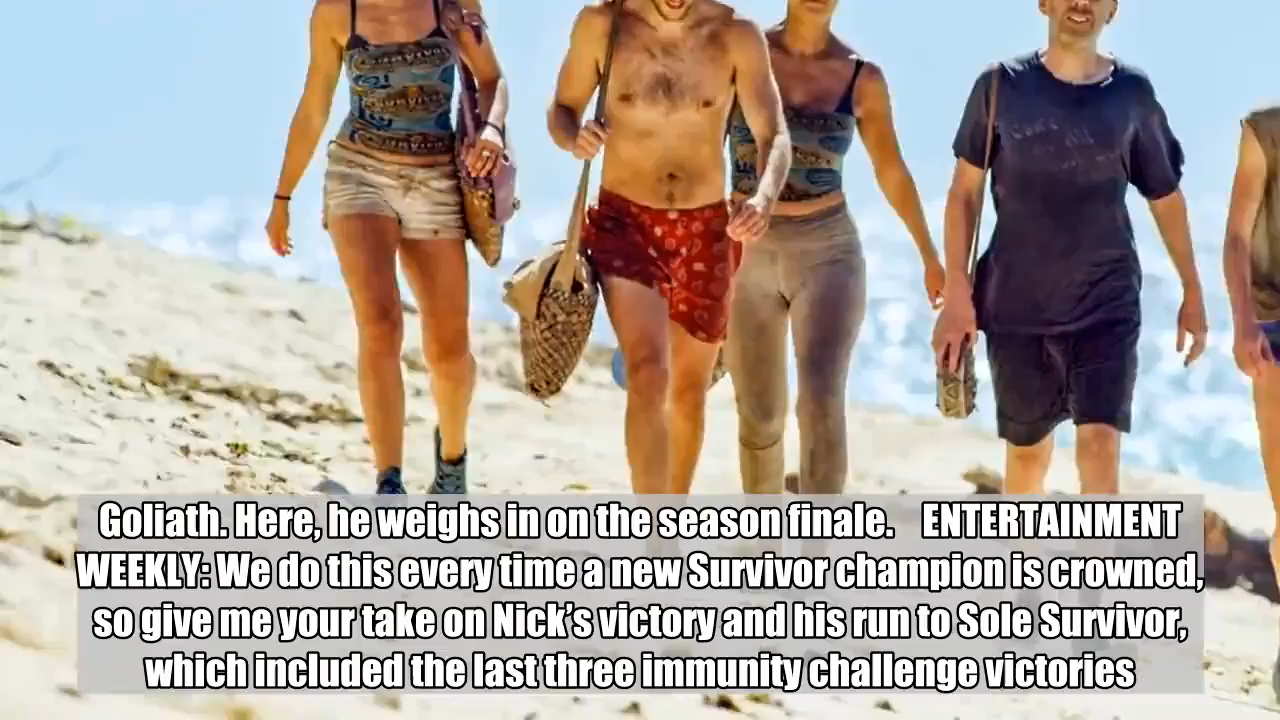 Goliath. Here, he weighs in on the season finale. ENTERTAINMENT
WEEKLY: We do this every time a new Survivor champion is crowned,
so give me your take on Nick’s victory and his run to Sole Survivor,
which included the last three immunity challenge victories